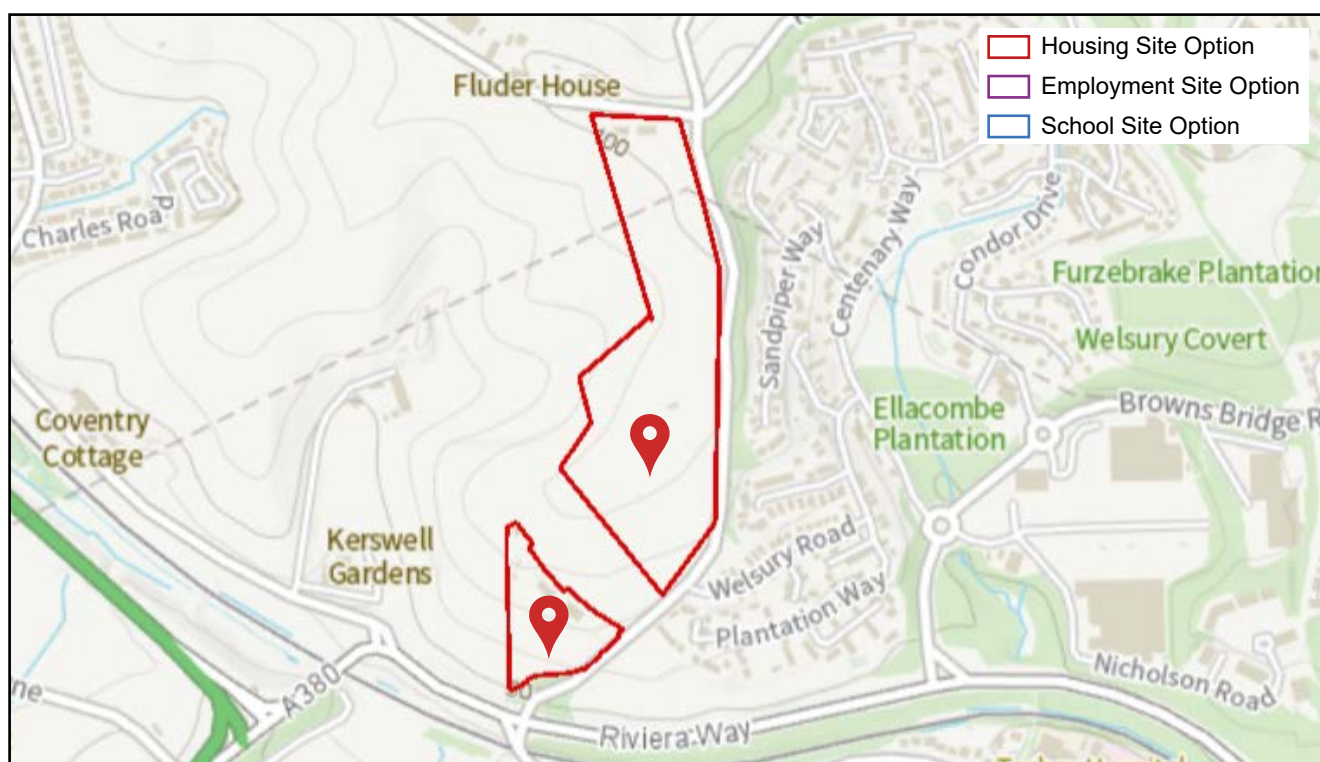 Housing Site Option
Employment Site Option
School Site Option
Fluder House
100
Charles Road
Sandpiper Way
Centenary Way
Condor Drive
Furzebrake Plantation
Welsury Covert
Ellacombe
Plantation
Browns Bridge R
Coventry
Cottage
Kerswell
Gardens
Welsury Road
Plantation Way
Nicholson Road
A380
Riviera Way
ne